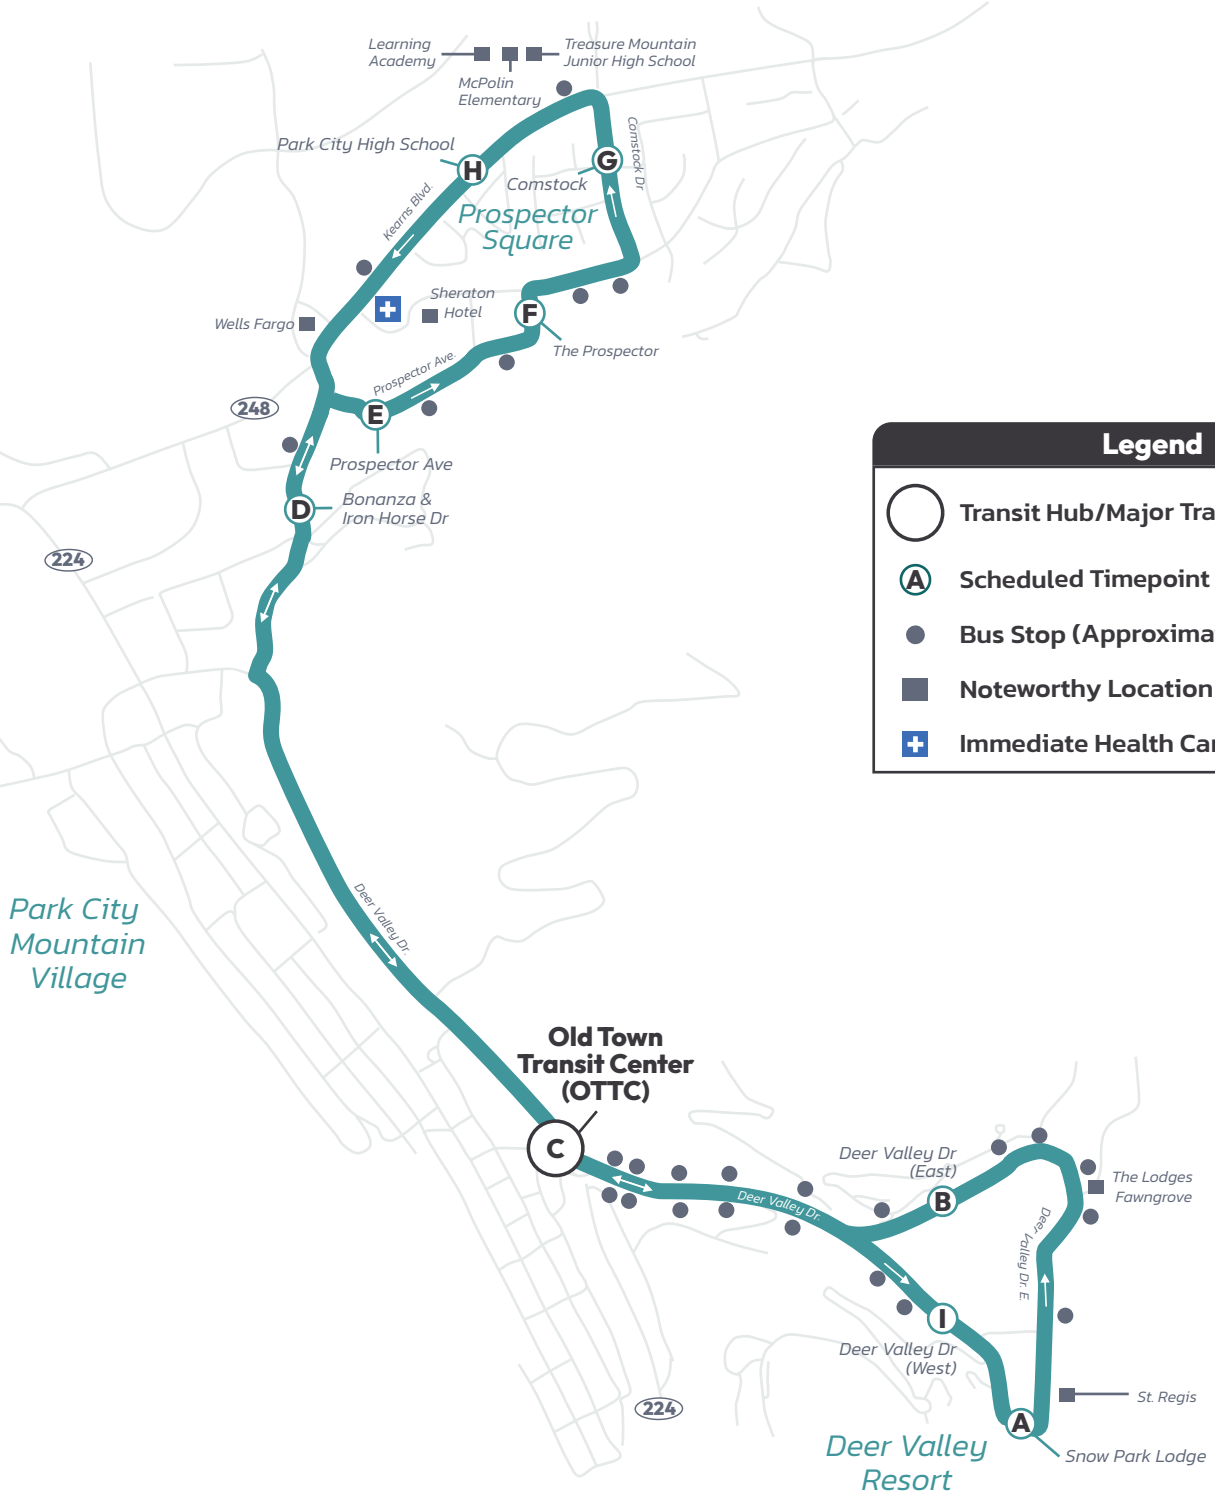 Learning
Academy
Treasure Mountain
Junior High School
McPolin
Elementary
Park City High School
H
G
Comstock Dr
Comstock
Kearns Blvd.
Prospector
Square
Sheraton
Hotel
Wells Fargo
F
The Prospector
Prospector Ave.
248
E
Prospector Ave
D
Bonanza &
Iron Horse Dr
224
Legend
Transit Hub/Major Tra
A
Scheduled Timepoint
Bus Stop (Approxima
Noteworthy Location
Immediate Health Car
Park City
Mountain
Village
Deer Valley Dr.
Old Town
Transit Center
(OTTC)
C
Deer Valley Dr.
Deer Valley Dr
(East)
B
The Lodges
Fawngrove
Deer Valley Dr. E.
I
Deer Valley Dr
(West)
St. Regis
224
A
Snow Park Lodge
Deer Valley
Resort